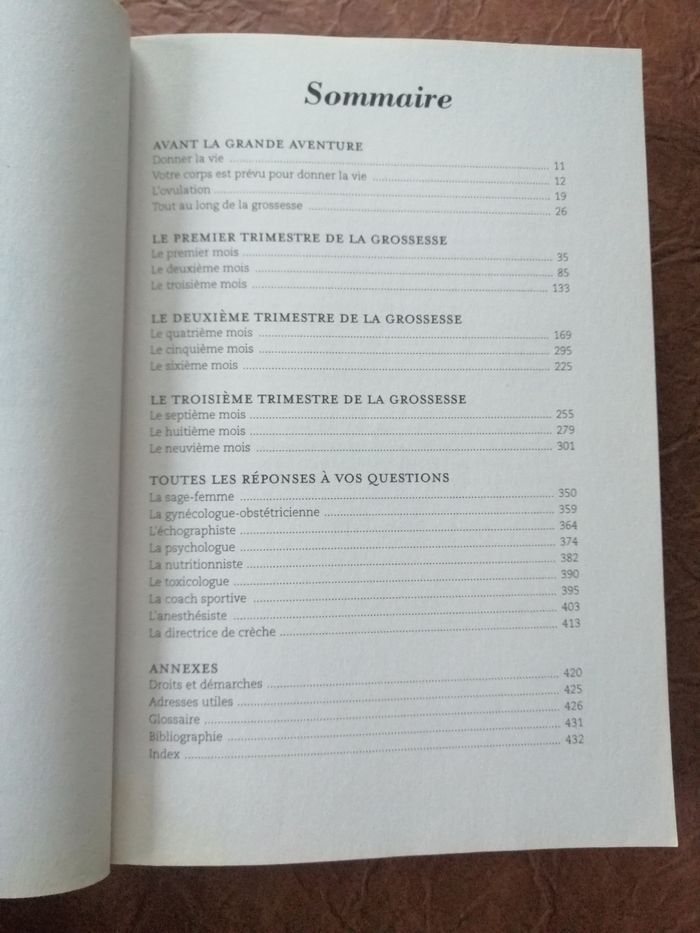 Sommaire
AVANT LA GRANDE AVENTURE
Donner la vie 11
Votre corps est prévu pour donner la vie 12
L'ovulation 19
Tout au long de la grossesse 26
LE PREMIER TRIMESTRE DE LA GROSSESSE
Le premier mois 35
Le deuxième mois 85
Le troisième mois 133
LE DEUXIÈME TRIMESTRE DE LA GROSSESSE
Le quatrième mois 169
Le cinquième mois 295
Le sixième mois 225
LE TROISIÈME TRIMESTRE DE LA GROSSESSE
Le septième mois 255
Le huitième mois 279
Le neuvième mois 301
TOUTES LES RÉPONSES À VOS QUESTIONS
La sage-femme 350
La gynécologue-obstétricienne 359
L'échographiste 364
La psychologue 374
La nutritionniste 382
Le toxicologue 390
La coach sportive 395
L'anesthésiste 403
La directrice de crèche 413
ANNEXES
Droits et démarches 420
Adresses utiles 425
Glossaire 426
Bibliographie 431
Index 432